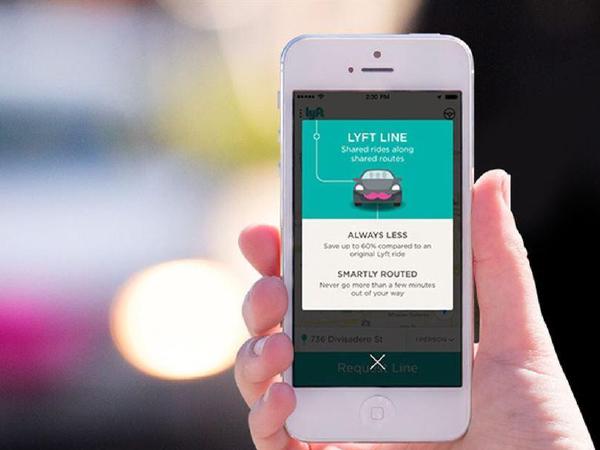 2:30 PM
lyft
LYFT LINE
Shared rides along
shared routes
ALWAYS LESS
Save up to 60% compared to an
original Lyft ride
SMARTLY ROUTED
Never go more than a few minutes
out of your way
736 Divisadero St
1 PERSON
Request Line